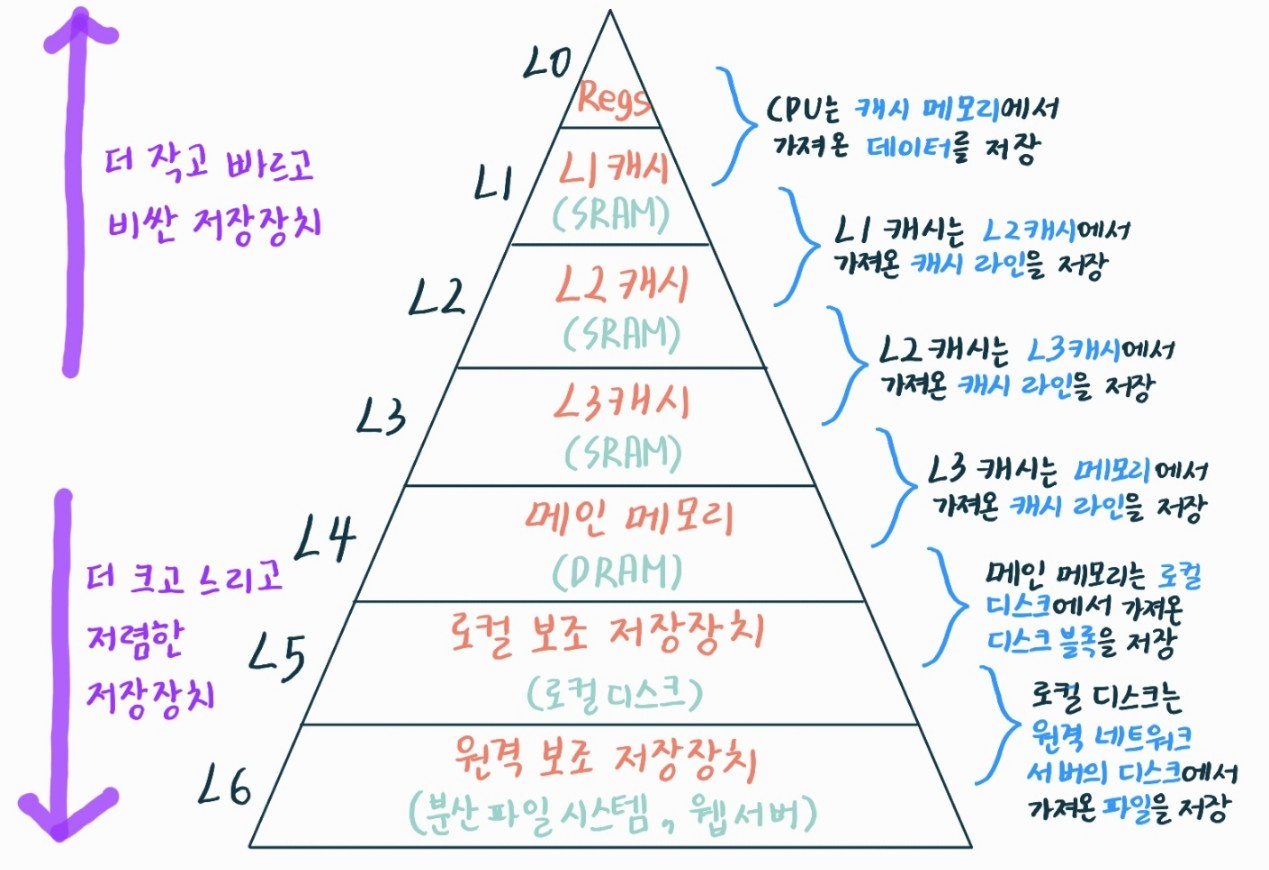 L0
Regs
CPU는 캐시 메모리에서
가져온 데이터를 저장
더 작고 빠르고
비싼 저장장치
L1
L1 캐시
(SRAM)
L1 캐시는 L2캐시에서
가져온 캐시 라인을 저장
L2
L2 캐시
(SRAM)
L2 캐시는 L3캐시에서
가져온 캐시 라인을 저장
L3
L3캐시
(SRAM)
L3 캐시는 메모리에서
가져온 캐시 라인을 저장
L4
메인 메모리
(DRAM)
메인 메모리는 로컬
디스크에서 가져온
디스크 블록을 저장
더 크고 느리고
저렴한
저장장치
L5
로컬 보조 저장장치
(로컬 디스크)
로컬 디스크는
원격 네트워크
서버의 디스크에서
가져온 파일을 저장
L6
원격 보조 저장장치
(분산 파일 시스템, 웹 서버)